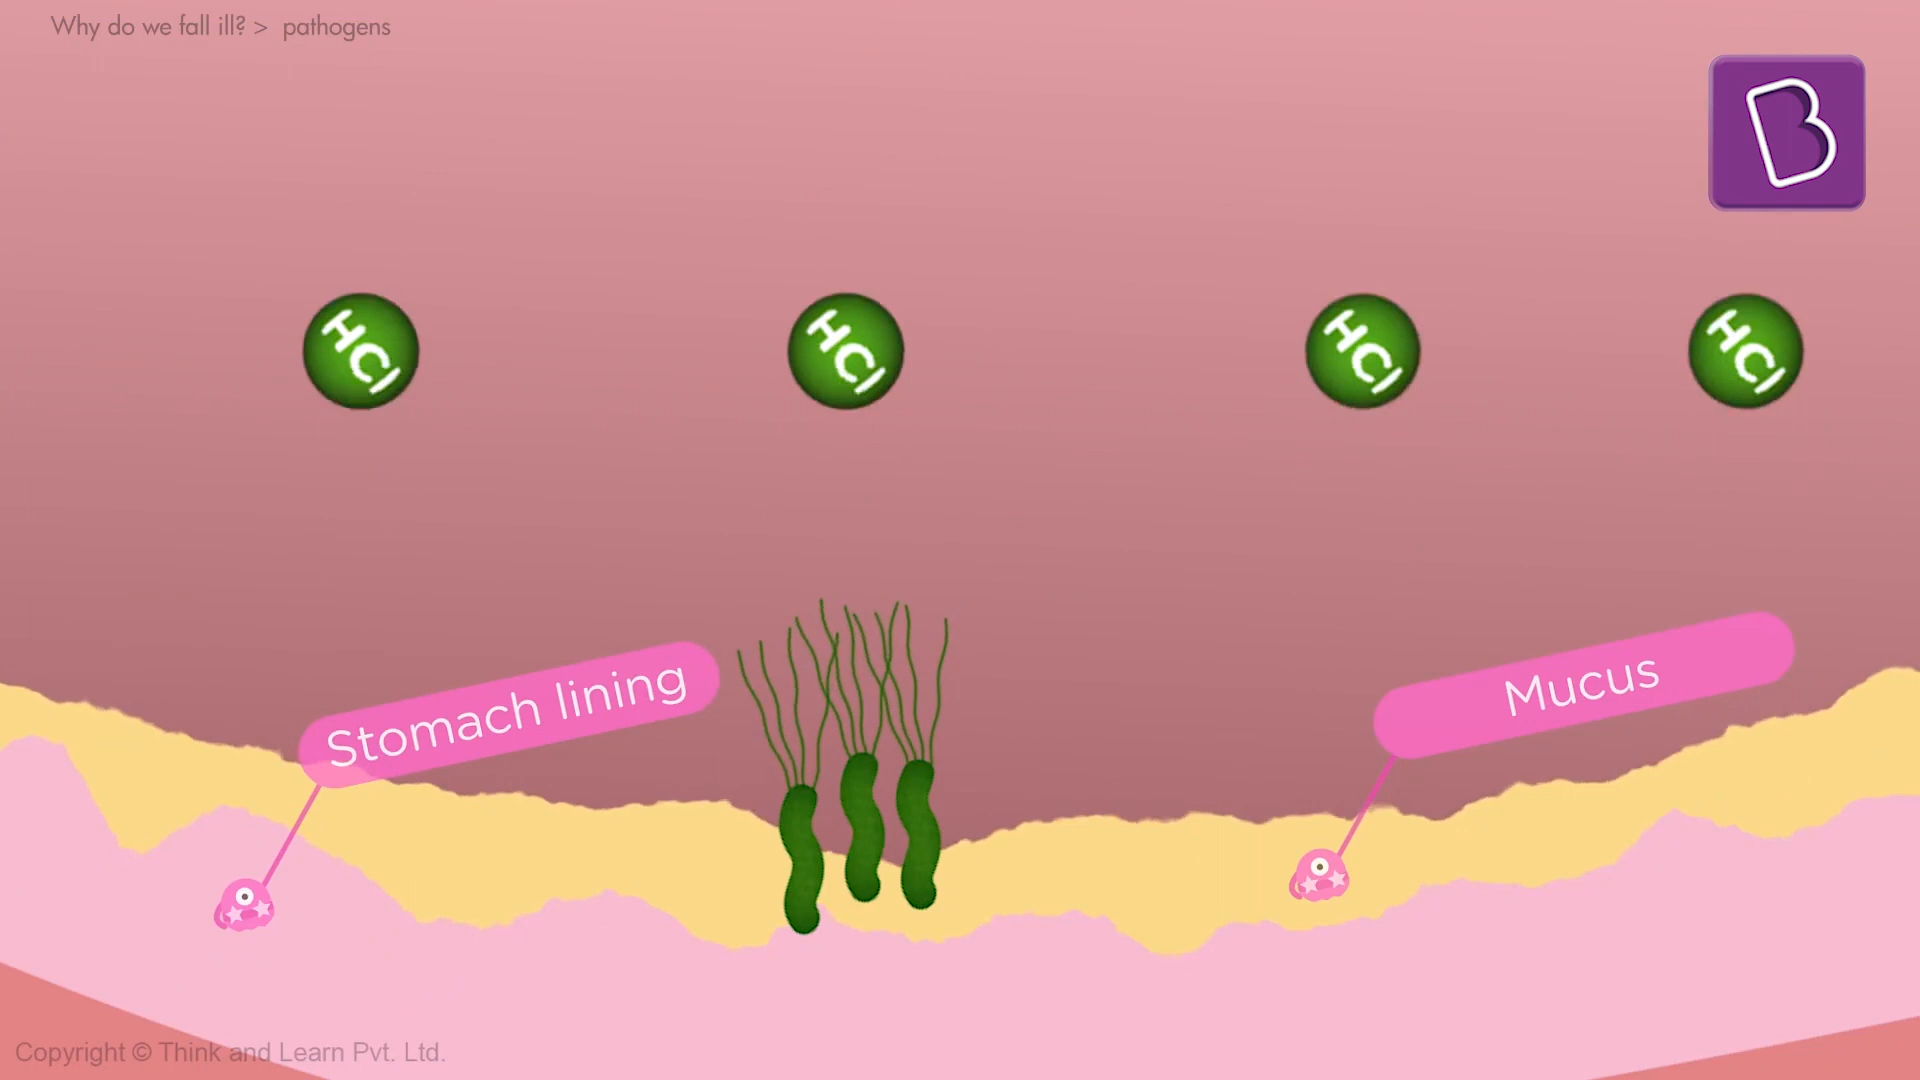 Why do we fall ill? > pathogens
B
HCl
HCl
HCl
HCl
Stomach lining
Mucus
Copyright © Think and Learn Pvt. Ltd.